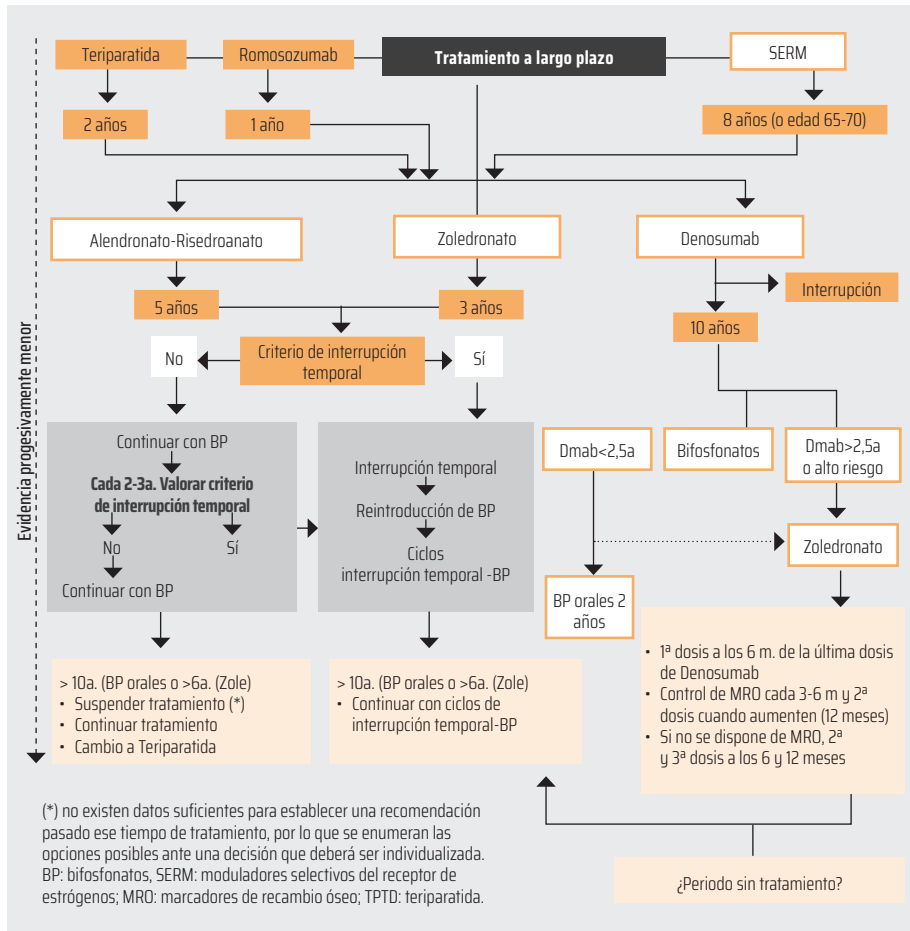 Teriparatida
Romosozumab
Tratamiento a largo plazo
SERM
2 años
1 año
8 años (o edad 65-70)
Alendronato-Risedroanato
Zoledronato
Denosumab
5 años
3 años
Interrupción
10 años
No
Criterio de interrupción
temporal
Sí
Continuar con BP
Cada 2-3a. Valorar criterio
de interrupción temporal
No
Sí
Continuar con BP
Interrupción temporal
Reintroducción de BP
Ciclos
interrupción temporal -BP
Dmab<2,5a
Bifosfonatos
Dmab>2,5a
o alto riesgo
Zoledronato
BP orales 2
años
> 10a. (BP orales o >6a. (Zole)
• Suspender tratamiento (*)
• Continuar tratamiento
• Cambio a Teriparatida
> 10a. (BP orales o >6a. (Zole)
• Continuar con ciclos de
interrupción temporal-BP
• 1ª dosis a los 6 m. de la última dosis
de Denosumab
• Control de MRO cada 3-6 m y 2ª
dosis cuando aumenten (12 meses)
• Si no se dispone de MRO, 2ª
y 3ª dosis a los 6 y 12 meses
¿Periodo sin tratamiento?
Evidencia progesivamente menor
(*) no existen datos suficientes para establecer una recomendación
pasado ese tiempo de tratamiento, por lo que se enumeran las
opciones posibles ante una decisión que deberá ser individualizada.
BP: bifosfonatos, SERM: moduladores selectivos del receptor de
estrógenos; MRO: marcadores de recambio óseo; TPTD: teriparatida.